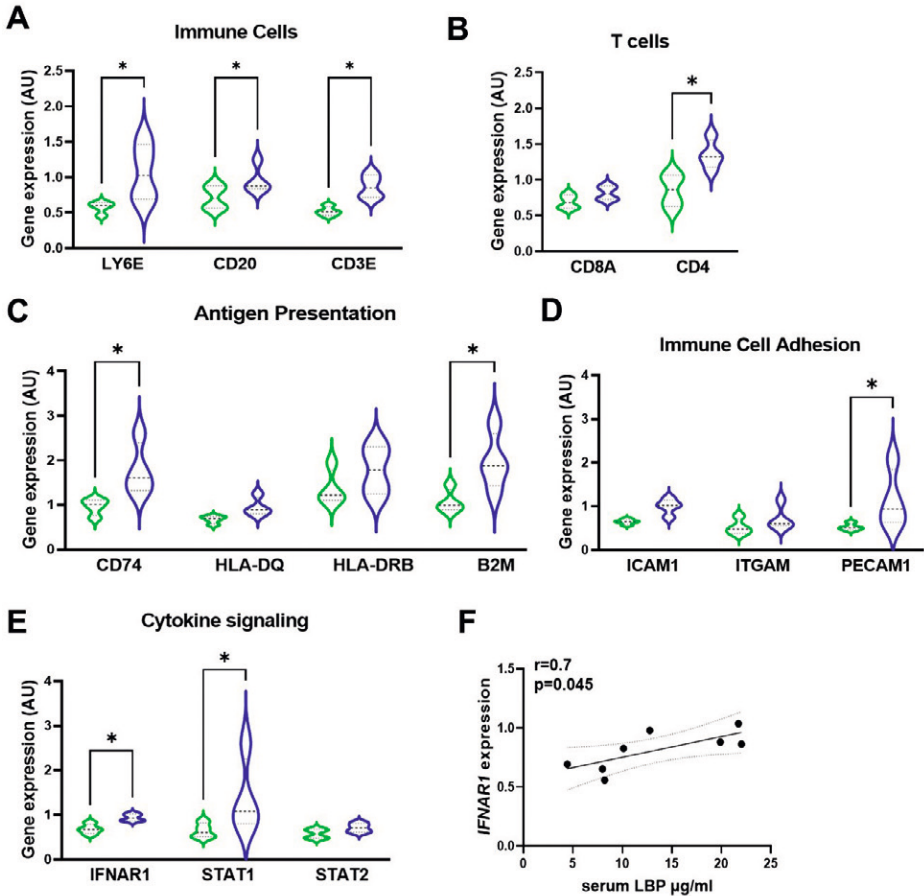 A
Immune Cells
Gene expression (AU)
2.5
2.0
1.5
1.0
0.5
0.0
*
*
*
LY6E
CD20
CD3E
B
T cells
Gene expression (AU)
2.5
2.0
1.5
1.0
0.5
0.0
*
CD8A
CD4
C
Antigen Presentation
Gene expression (AU)
4
3
2
1
0
*
*
CD74
HLA-DQ
HLA-DRB
B2M
D
Immune Cell Adhesion
Gene expression (AU)
4
3
2
1
0
*
ICAM1
ITGAM
PECAM1
E
Cytokine signaling
Gene expression (AU)
4
3
2
1
0
*
*
IFNAR1
STAT1
STAT2
F
r=0.7
p=0.045
IFNAR1 expression
1.5
1.0
0.5
0.0
0
5
10
15
20
25
serum LBP µg/ml